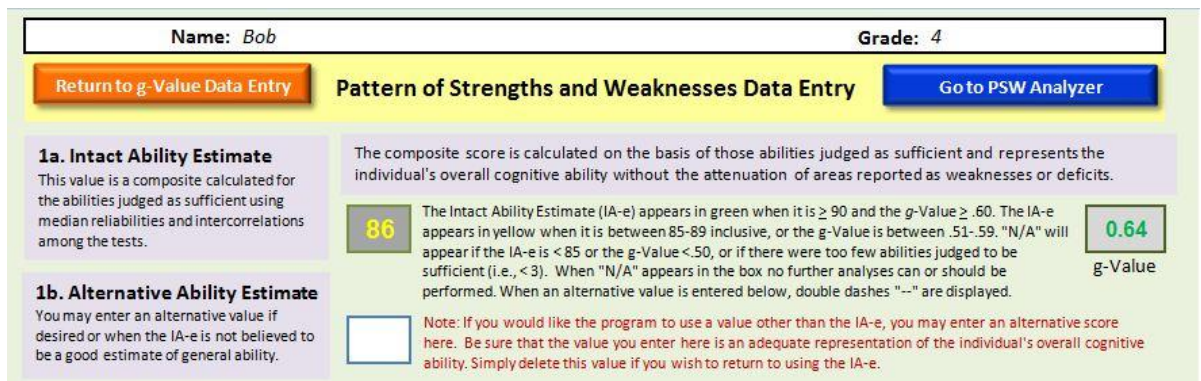 Name: Bob
Grade: 4
Return to g-Value Data Entry
Pattern of Strengths and Weaknesses Data Entry
Go to PSW Analyzer
1a. Intact Ability Estimate
This value is a composite calculated for
the abilities judged as sufficient using
median reliabilities and intercorrelations
among the tests.
The composite score is calculated on the basis of those abilities judged as sufficient and represents the
individual's overall cognitive ability without the attenuation of areas reported as weaknesses or deficits.
86
The Intact Ability Estimate (IA-e) appears in green when it is ≥ 90 and the g-Value ≥ .60. The IA-e
appears in yellow when it is between 85-89 inclusive, or the g-Value is between .51-.59. "N/A" will
appear if the IA-e is < 85 or the g-Value <.50, or if there were too few abilities judged to be
sufficient (i.e., < 3). When "N/A" appears in the box no further analyses can or should be
performed. When an alternative value is entered below, double dashes "--" are displayed.
0.64
g-Value
1b. Alternative Ability Estimate
You may enter an alternative value if
desired or when the IA-e is not believed to
be a good estimate of general ability.
Note: If you would like the program to use a value other than the IA-e, you may enter an alternative score
here. Be sure that the value you enter here is an adequate representation of the individual's overall cognitive
ability. Simply delete this value if you wish to return to using the IA-e.